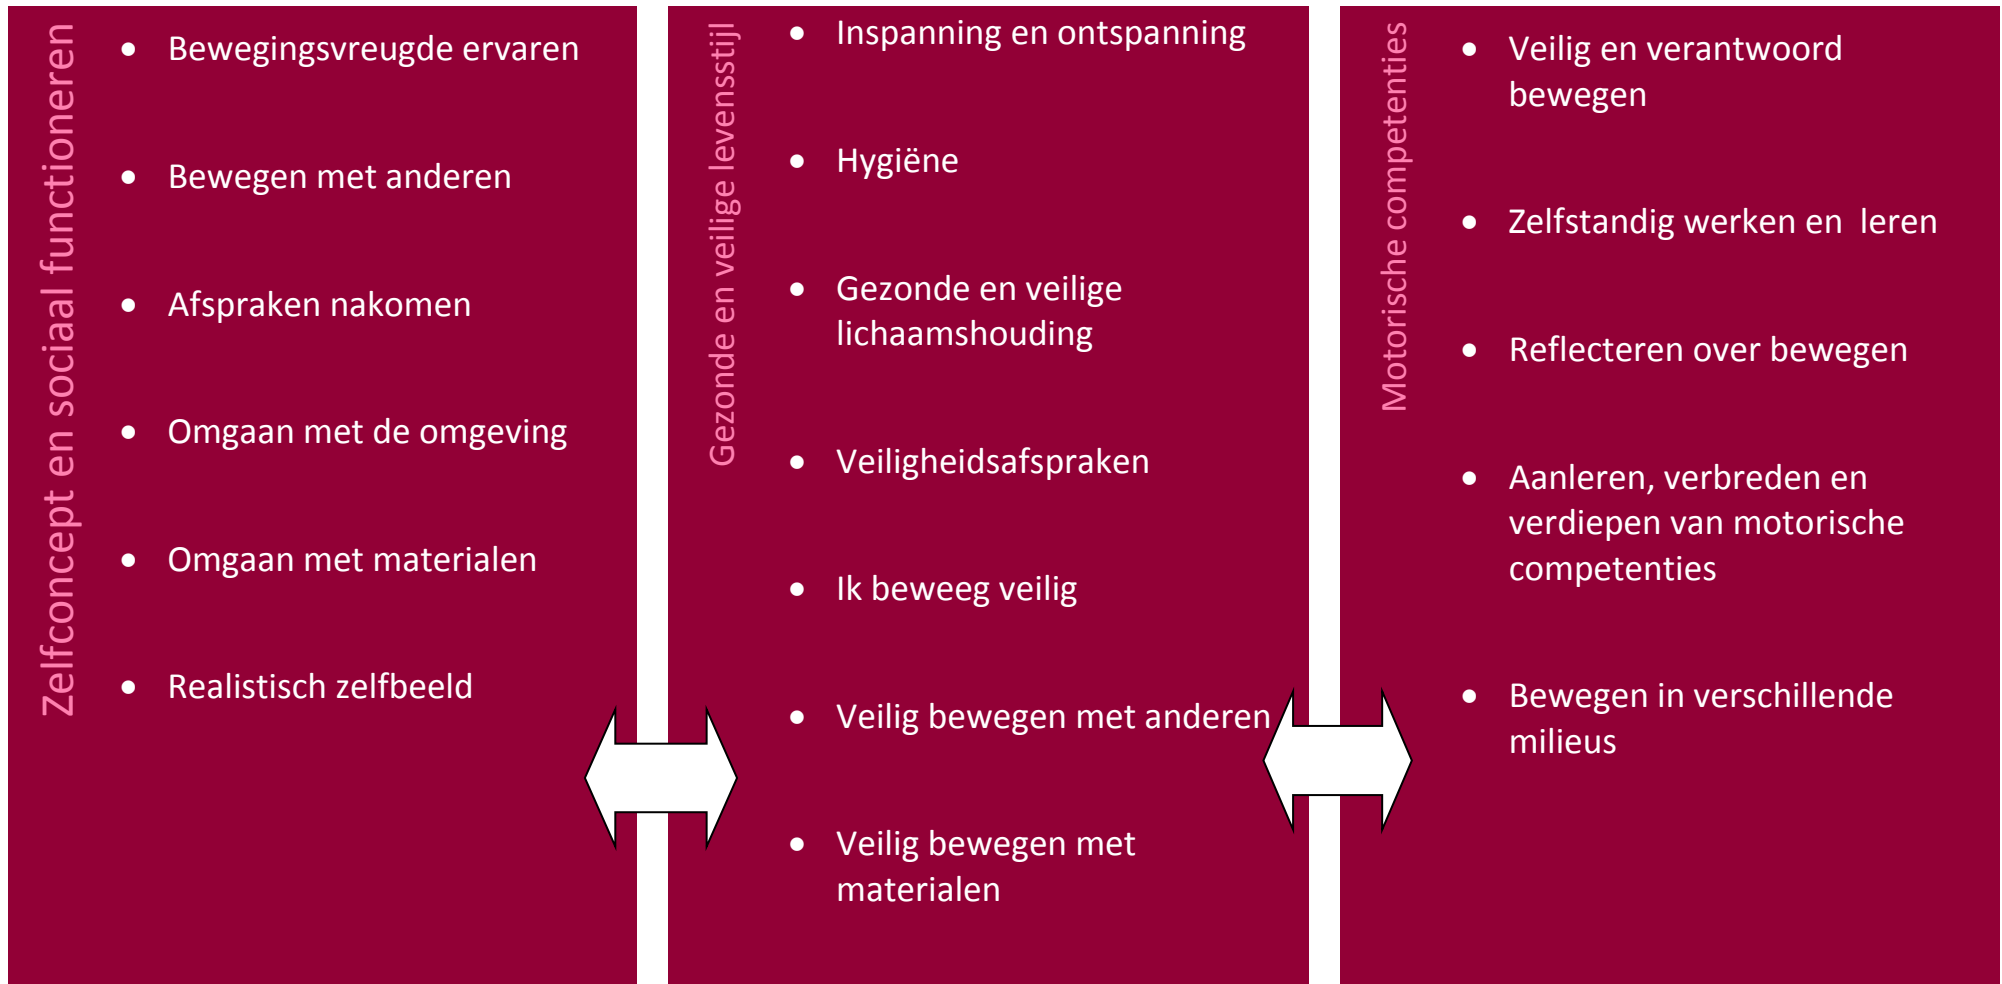 Zelfconcept en sociaal functioneren
• Bewegingsvreugde ervaren
• Bewegen met anderen
• Afspraken nakomen
• Omgaan met de omgeving
• Omgaan met materialen
• Realistisch zelfbeeld
Gezonde en veilige levensstijl
• Inspanning en ontspanning
• Hygiëne
• Gezonde en veilige
lichaamshouding
• Veiligheidsafspraken
• Ik beweeg veilig
• Veilig bewegen met anderen
• Veilig bewegen met
materialen
Motorische competenties
• Veilig en verantwoord
bewegen
• Zelfstandig werken en  leren
• Reflecteren over bewegen
• Aanleren, verbreden en
verdiepen van motorische
competenties
• Bewegen in verschillende
milieus